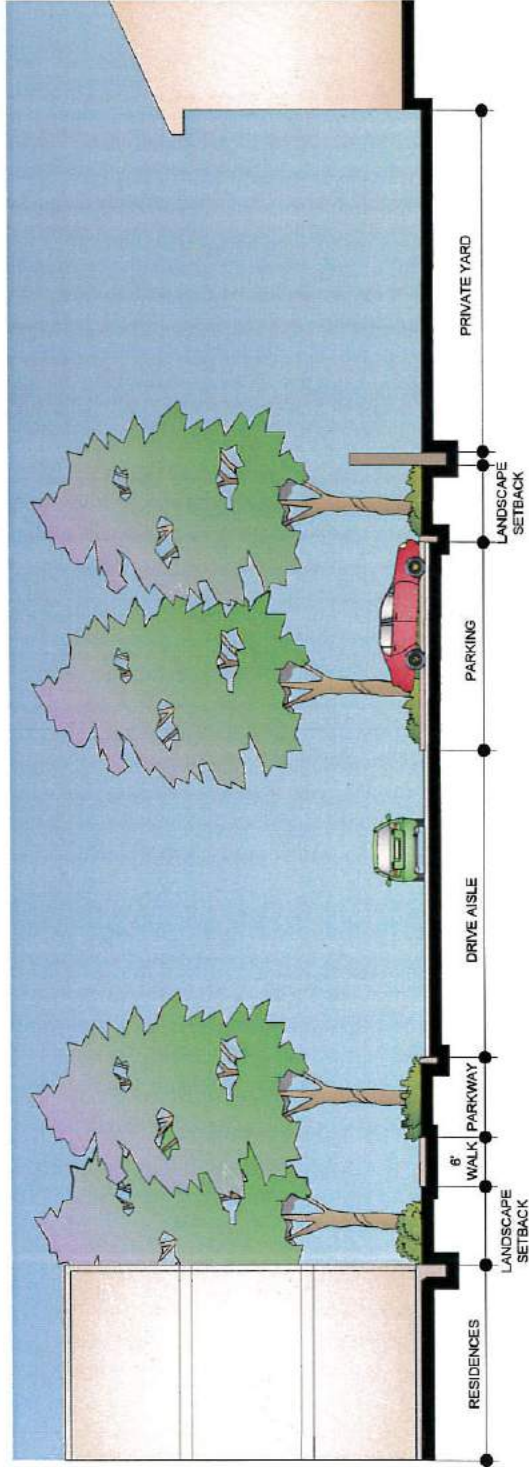 RESIDENCES
LANDSCAPE
SETBACK
6'
WALK
PARKWAY
DRIVE AISLE
PARKING
LANDSCAPE
SETBACK
PRIVATE YARD